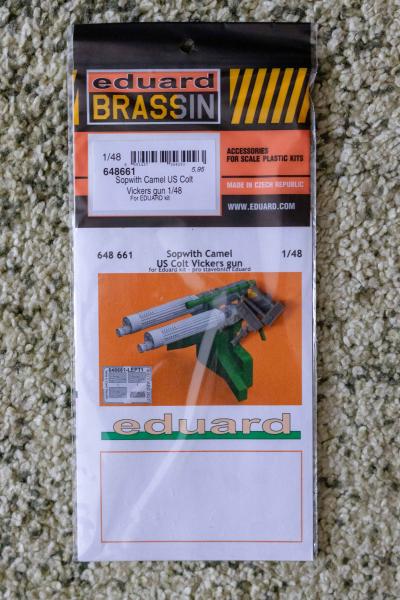 eduard
BRASSIN
ACCESSORIES
FOR SCALE PLASTIC KITS
MADE IN CZECH REPUBLIC
WWW.EDUARD.COM
1/48
648661
5,95
Sopwith Camel US Colt
Vickers gun 1/48
For EDUARD kit
648 661
Sopwith Camel
1/48
US Colt Vickers gun
for Eduard kit - pro stavebnici Eduard
648661-LEPT1
eduard